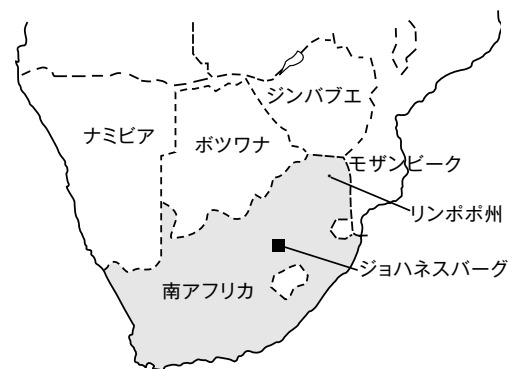 ジンバブエ
ナミビア
ボツワナ
モザンビーク
リンポポ州
ジョハネスバーグ
南アフリカ